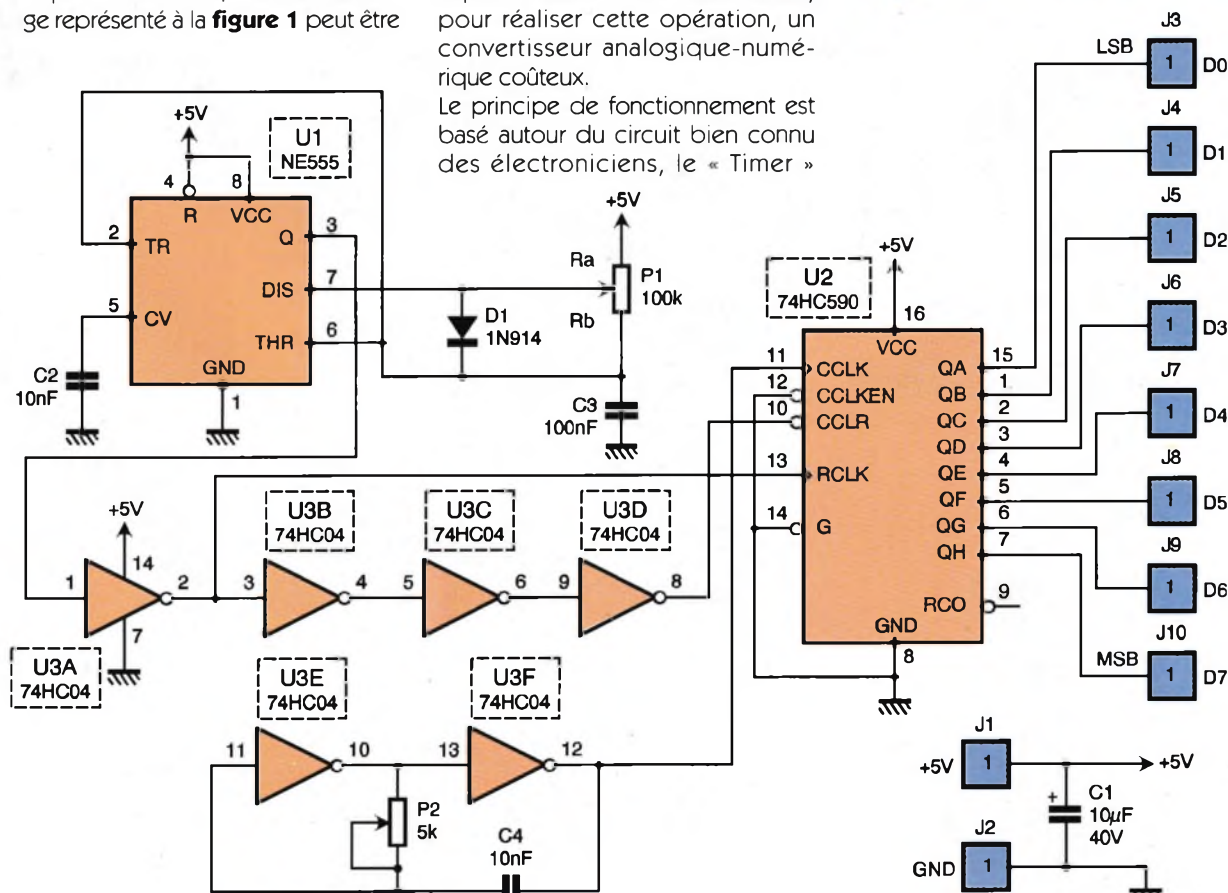 ge représenté à la figure 1 peut être
pour réaliser cette opération, un
convertisseur analogique-numé-
rique coûteux.
Le principe de fonctionnement est
basé autour du circuit bien connu
des électroniciens, le « Timer »
+5V
U1
NE555
4
8
R
VCC
2
TR
Q
3
DIS
7
5
CV
THR
6
GND
1
C2
10nF
D1
1N914
+5V
Ra
P1
100k
Rb
C3
100nF
+5V
U2
74HC590
16
VCC
11
CCLK
12
CCLKEN
10
CCLR
13
RCLK
14
G
QA
15
QB
1
QC
2
QD
3
QE
4
QF
5
QG
6
QH
7
RCO
9
GND
8
J3
LSB
1
D0
J4
1
D1
J5
1
D2
J6
1
D3
J7
1
D4
J8
1
D5
J9
1
D6
J10
MSB
1
D7
+5V
14
1
2
7
U3A
74HC04
U3B
74HC04
3
4
U3C
74HC04
5
6
U3D
74HC04
9
8
U3E
74HC04
11
10
U3F
74HC04
13
12
P2
5k
C4
10nF
J1
+5V
1
+5V
+
C1
10µF
40V
J2
GND
1